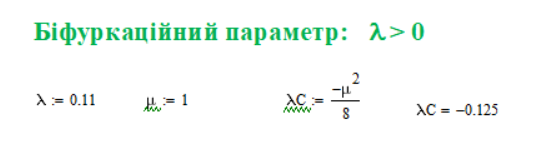 Біфуркаційний параметр: λ > 0
λ := 0.11 μ := 1 λC := −μ² / 8 λC = −0.125